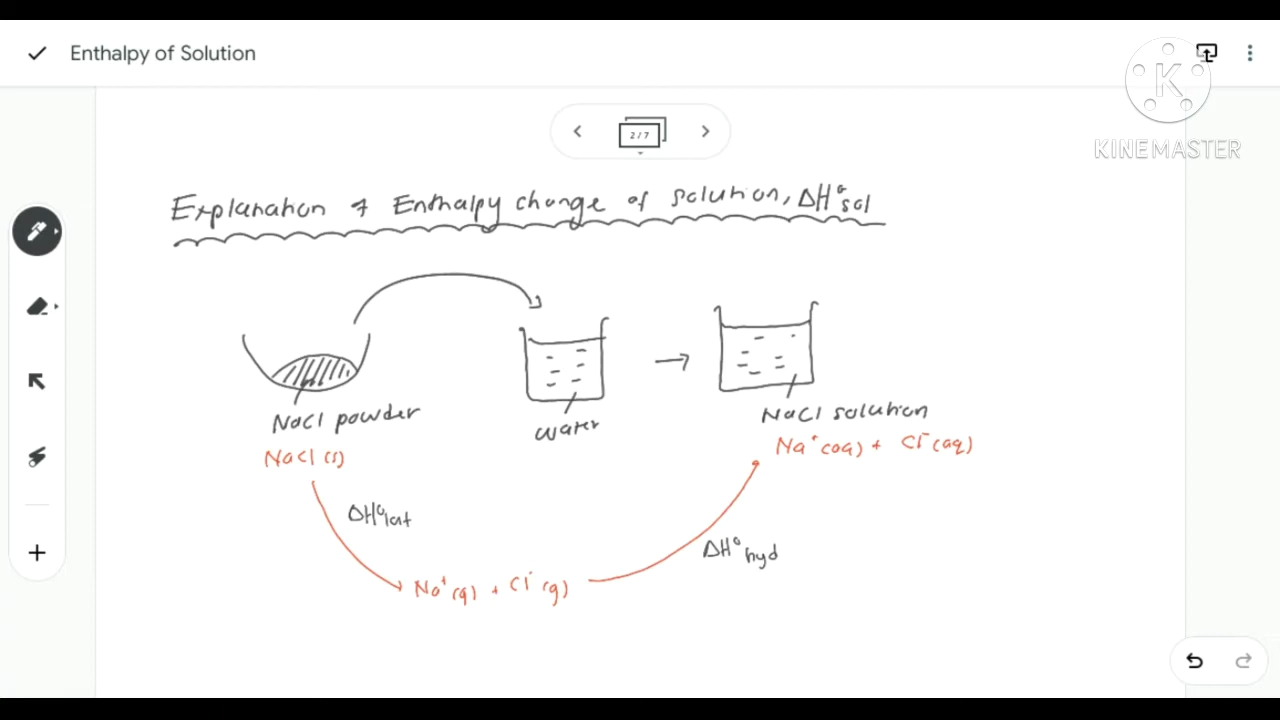 Enthalpy of Solution
K
KINEMASTER
2/7
Explanation of Enthalpy change of solution, ΔH°sol
NaCl powder
water
NaCl solution
NaCl (s)
Na⁺(aq) + Cl⁻(aq)
ΔH°lat
ΔH°hyd
Na⁺(g) + Cl⁻(g)